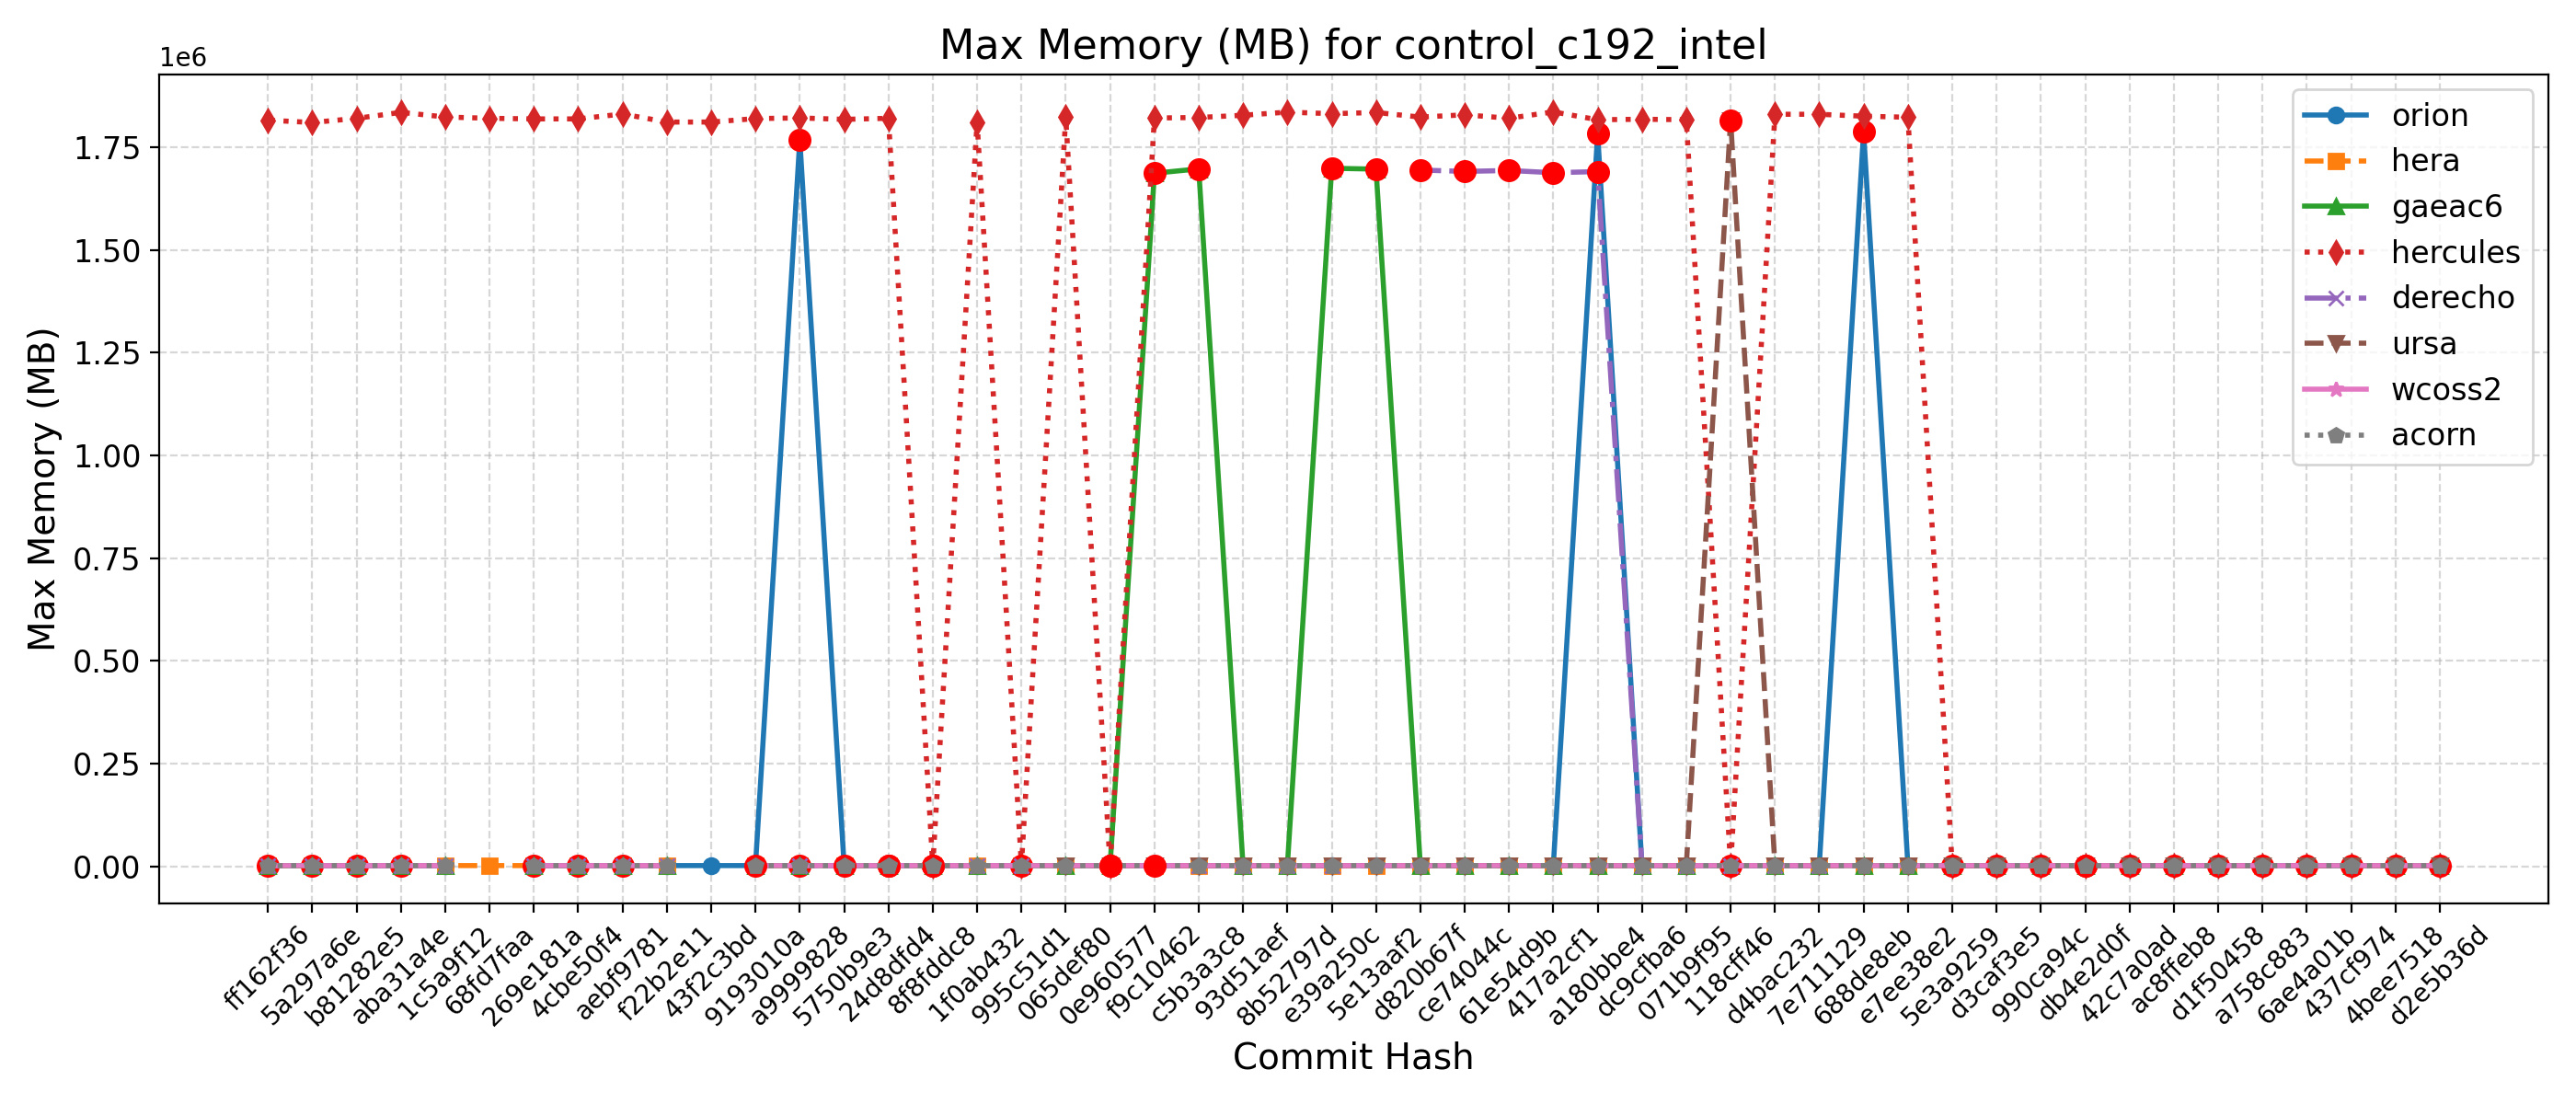 Max Memory (MB) for control_c192_intel
1e6
1.75
1.50
1.25
1.00
0.75
0.50
0.25
0.00
Max Memory (MB)
orion
hera
gaeac6
hercules
derecho
ursa
wcoss2
acorn
ff162f36
5a297a6e
b81282e5
aba31a4e
1c5a9f12
68fd7faa
269e181a
4cbe50f4
aebf9781
f22b2e11
43f2c3bd
9193010a
a9999828
5750b9e3
24d8dfd4
8f8fddc8
1f0ab432
995c51d1
065def80
0e960577
f9c10462
c5b3a3c8
93d51aef
8b52797d
e39a250c
5e13aaf2
d820b67f
ce74044c
61e54d9b
417a2cf1
a180bbe4
dc9cfba6
071b9f95
118cff46
d4bac232
7e711129
688de8eb
e7ee38e2
5e3a9259
d3caf3e5
990ca94c
db4e2d0f
42c7a0ad
ac8ffeb8
d1f50458
a758c883
6ae4a01b
437cf974
4bee7518
d2e5b36d
Commit Hash